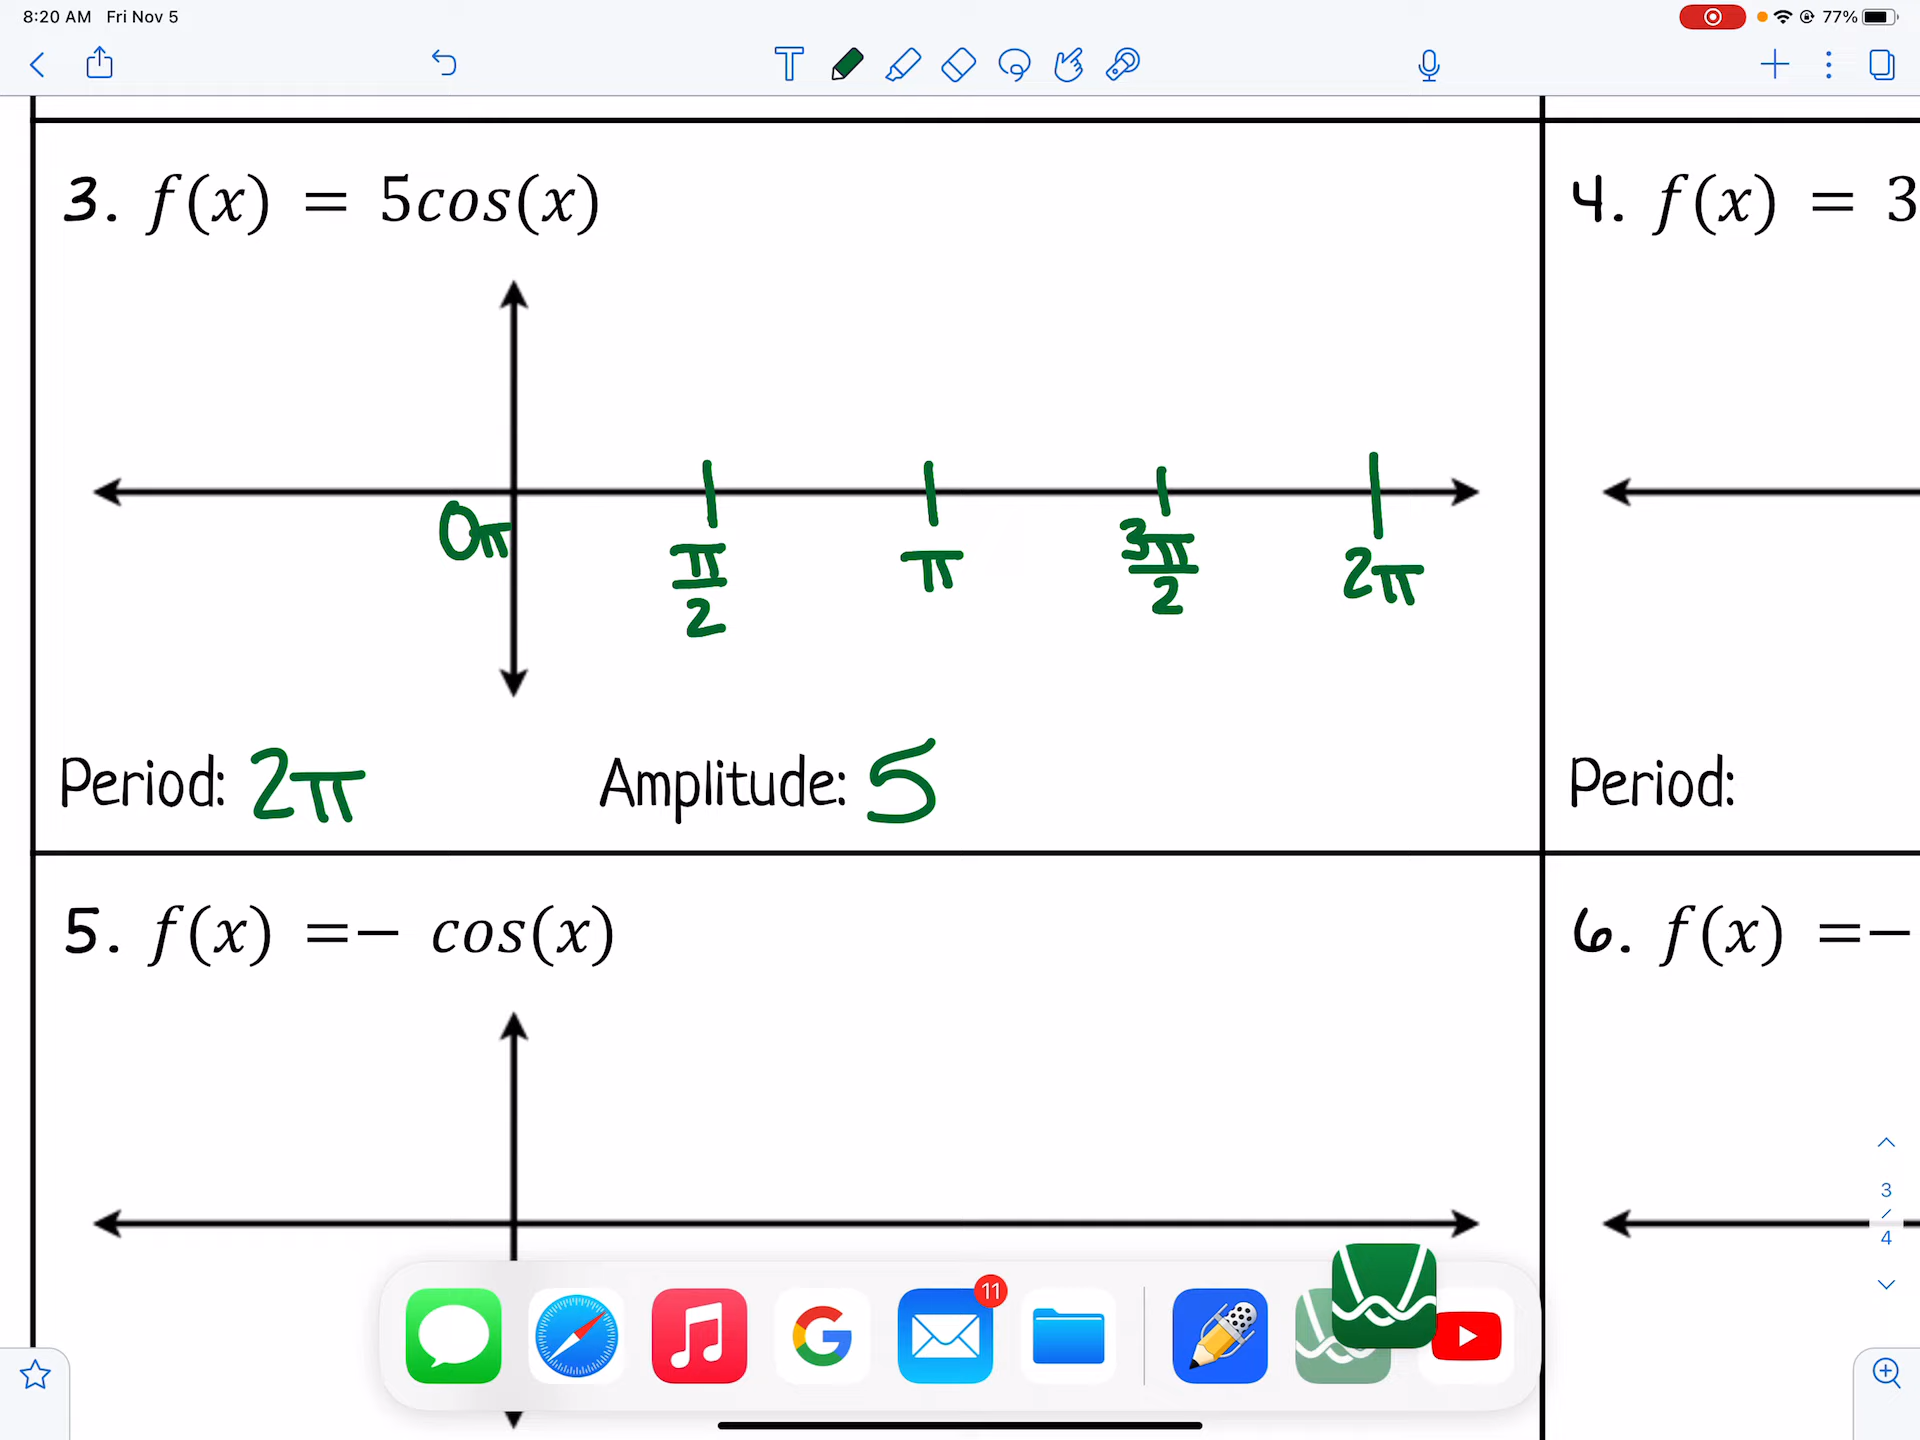 8:20 AM Fri Nov 5
77%
3. f(x) = 5cos(x)
4. f(x) = 3
0π
π/2
π
3π/2
2π
Period: 2π
Amplitude: 5
Period:
5. f(x) =− cos(x)
6. f(x) =−
3
/
4
11